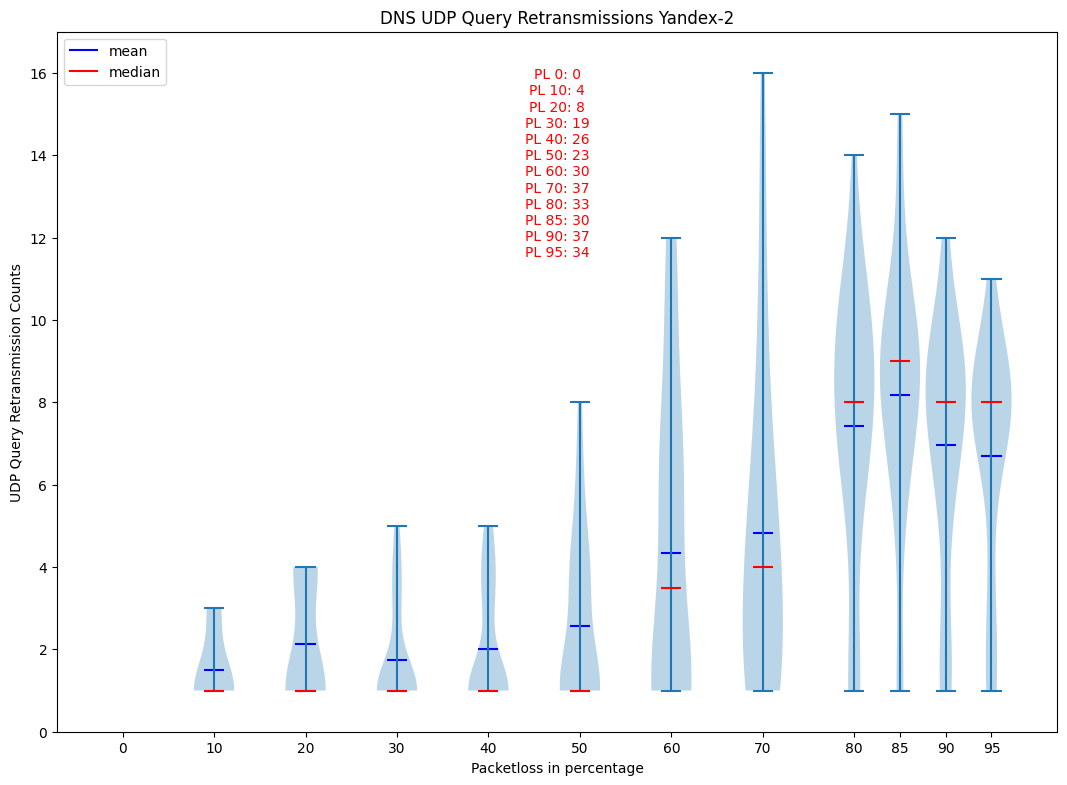 DNS UDP Query Retransmissions Yandex-2
mean
median
PL 0: 0
PL 10: 4
PL 20: 8
PL 30: 19
PL 40: 26
PL 50: 23
PL 60: 30
PL 70: 37
PL 80: 33
PL 85: 30
PL 90: 37
PL 95: 34
UDP Query Retransmission Counts
16
14
12
10
8
6
4
2
0
0 10 20 30 40 50 60 70 80 85 90 95
Packetloss in percentage